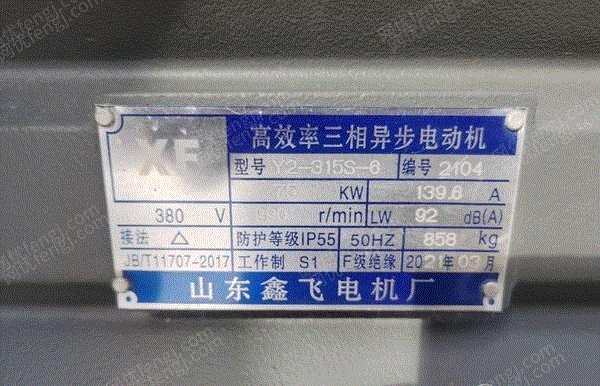 XF 高效率三相异步电动机
型号 Y2-315S-6 编号 2104
75 KW 139.6 A
380 V 990 r/min LW 92 dB(A)
接法 △ 防护等级IP55 50HZ 858 kg
JB/T11707-2017 工作制 S1 F级绝缘 2021年03月
山东鑫飞电机厂